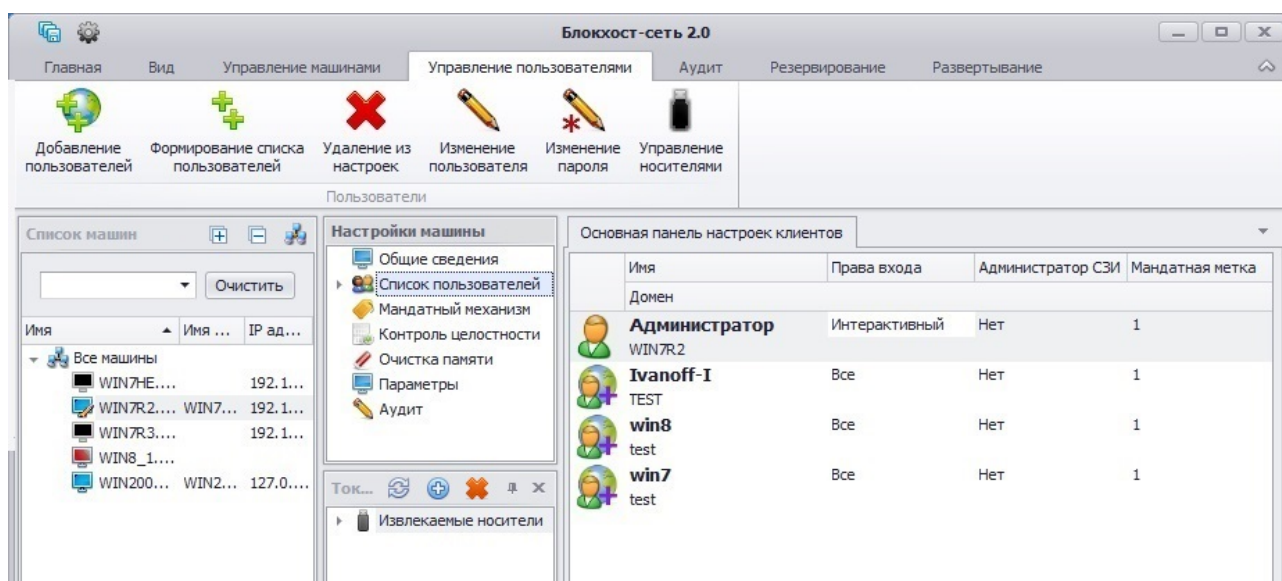 Блокхост-сеть 2.0
Главная Вид Управление машинами Управление пользователями Аудит Резервирование Развертывание
Добавление пользователей
Формирование списка пользователей
Удаление из настроек
Изменение пользователя
Изменение пароля
Управление носителями
Пользователи
Список машин
Очистить
Имя Имя ... IP ад...
Все машины
WIN7HE.... 192.1...
WIN7R2.... WIN7... 192.1...
WIN7R3.... 192.1...
WIN8_1....
WIN200... WIN2... 127.0....
Настройки машины
Общие сведения
Список пользователей
Мандатный механизм
Контроль целостности
Очистка памяти
Параметры
Аудит
Ток...
Извлекаемые носители
Основная панель настроек клиентов
Имя Права входа Администратор СЗИ Мандатная метка
Домен
Администратор Интерактивный Нет 1
WIN7R2
Ivanoff-I Все Нет 1
TEST
win8 Все Нет 1
test
win7 Все Нет 1
test